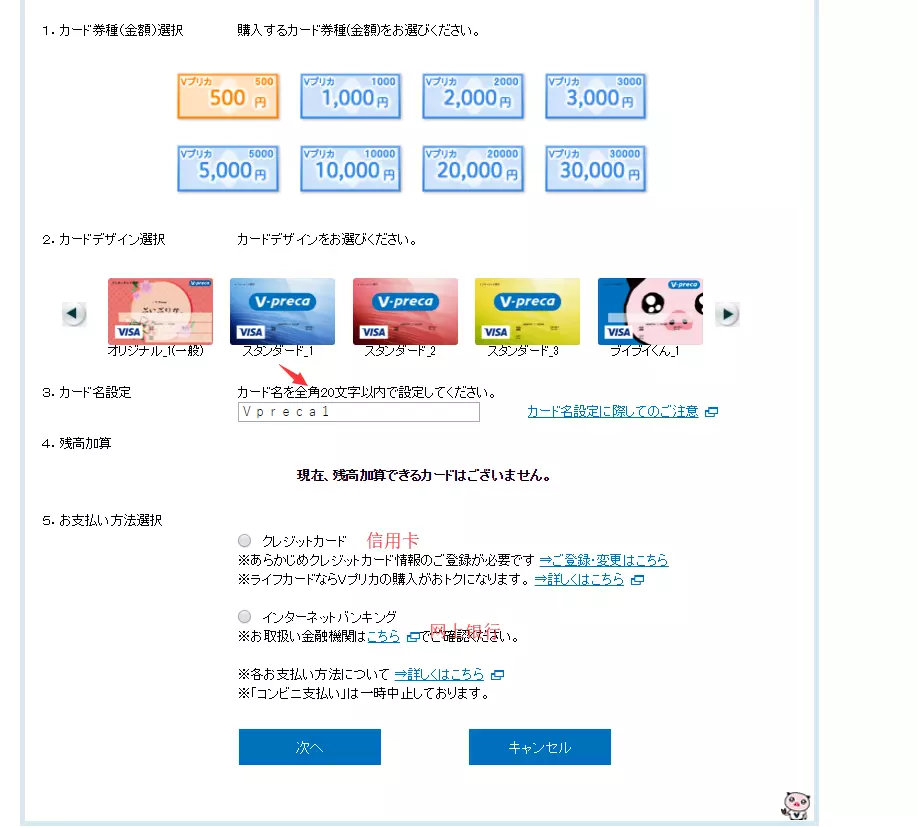 1. カード券種(金額)選択 購入するカード券種(金額)をお選びください。
Vプリカ 500 Vプリカ 1000 Vプリカ 2000 Vプリカ 3000
500円 1,000円 2,000円 3,000円
Vプリカ 5000 Vプリカ 10000 Vプリカ 20000 Vプリカ 30000
5,000円 10,000円 20,000円 30,000円
2. カードデザイン選択 カードデザインをお選びください。
V-preca V-preca V-preca V-preca V-preca
VISA VISA VISA VISA VISA
オリジナル_1(一般) スタンダード_1 スタンダード_2 スタンダード_3 ブイブイくん_1
3. カード名設定 カード名を全角20文字以内で設定してください。
Vpreca1 カード名設定に際してのご注意
4. 残高加算
現在、残高加算できるカードはございません。
5. お支払い方法選択
クレジットカード 信用卡
※あらかじめクレジットカード情報のご登録が必要です ⇒ご登録・変更はこちら
※ライフカードならVプリカの購入がおトクになります。 ⇒詳しくはこちら
インターネットバンキング
网上银行
※お取扱い金融機関はこちら でご確認ください。
※各お支払い方法について ⇒詳しくはこちら
※「コンビニ支払い」は一時中止しております。
次へ キャンセル